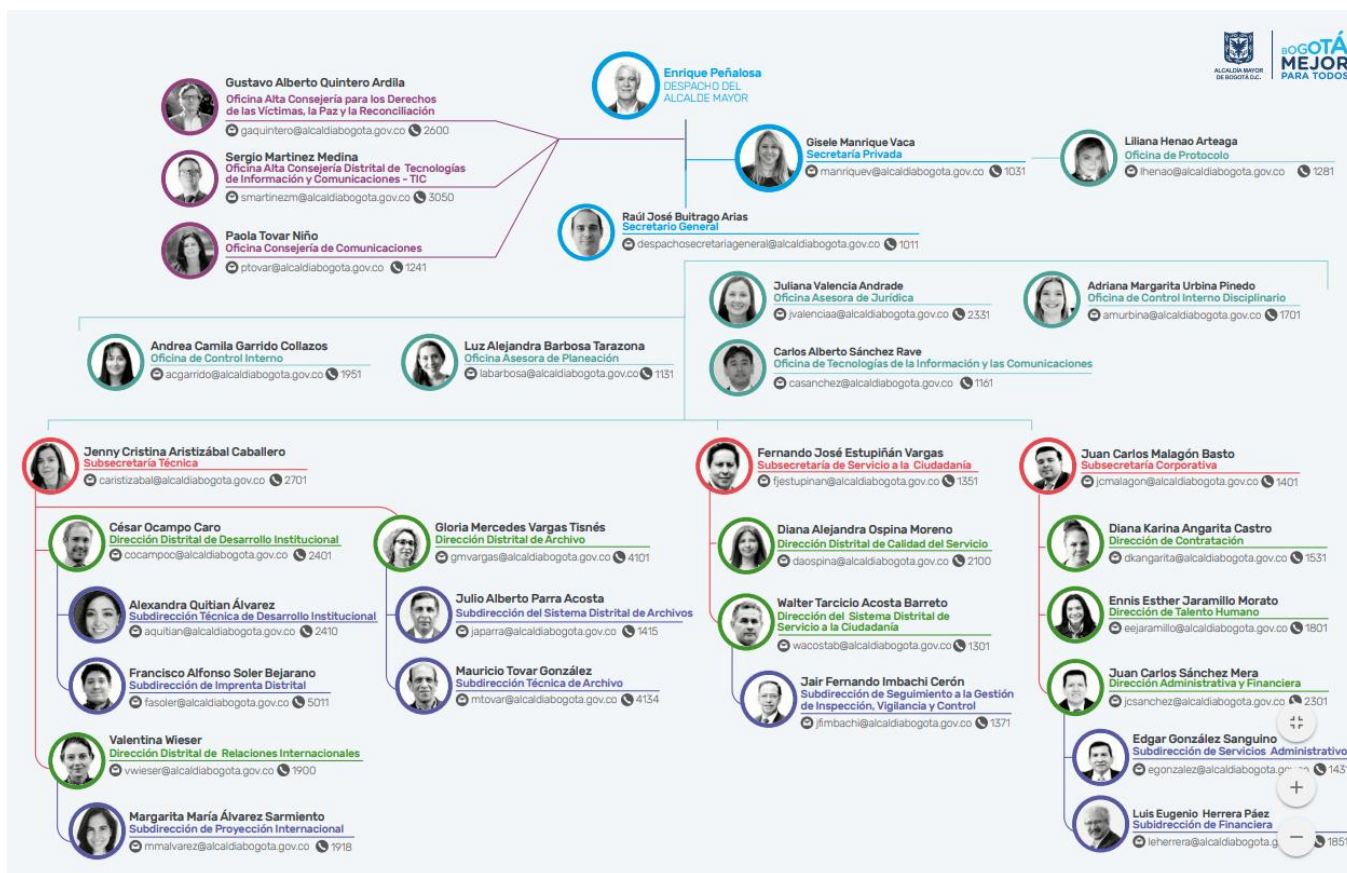 ALCALDÍA MAYOR
DE BOGOTÁ D.C.
BOGOTÁ
MEJOR
PARA TODOS
Enrique Peñalosa
DESPACHO DEL
ALCALDE MAYOR
Gustavo Alberto Quintero Ardila
Oficina Alta Consejería para los Derechos
de las Víctimas, la Paz y la Reconciliación
gaquintero@alcaldiabogota.gov.co 2600
Sergio Martinez Medina
Oficina Alta Consejería Distrital de Tecnologías
de Información y Comunicaciones - TIC
smartinezm@alcaldiabogota.gov.co 3050
Paola Tovar Niño
Oficina Consejería de Comunicaciones
ptovar@alcaldiabogota.gov.co 1241
Gisele Manrique Vaca
Secretaría Privada
manriquev@alcaldiabogota.gov.co 1031
Liliana Henao Arteaga
Oficina de Protocolo
lhenao@alcaldiabogota.gov.co 1281
Raúl José Buitrago Arias
Secretario General
despachosecretariageneral@alcaldiabogota.gov.co 1011
Juliana Valencia Andrade
Oficina Asesora de Jurídica
jvalenciaa@alcaldiabogota.gov.co 2331
Adriana Margarita Urbina Pinedo
Oficina de Control Interno Disciplinario
amurbina@alcaldiabogota.gov.co 1701
Andrea Camila Garrido Collazos
Oficina de Control Interno
acgarrido@alcaldiabogota.gov.co 1951
Luz Alejandra Barbosa Tarazona
Oficina Asesora de Planeación
labarbosa@alcaldiabogota.gov.co 1131
Carlos Alberto Sánchez Rave
Oficina de Tecnologías de la Información y las Comunicaciones
casanchez@alcaldiabogota.gov.co 1161
Jenny Cristina Aristizábal Caballero
Subsecretaría Técnica
caristizabal@alcaldiabogota.gov.co 2701
César Ocampo Caro
Dirección Distrital de Desarrollo Institucional
cocampoc@alcaldiabogota.gov.co 2401
Alexandra Quitian Álvarez
Subdirección Técnica de Desarrollo Institucional
aquitian@alcaldiabogota.gov.co 2410
Francisco Alfonso Soler Bejarano
Subdirección de Imprenta Distrital
fasoler@alcaldiabogota.gov.co 5011
Valentina Wieser
Dirección Distrital de Relaciones Internacionales
vwieser@alcaldiabogota.gov.co 1900
Margarita María Álvarez Sarmiento
Subdirección de Proyección Internacional
mmalvarez@alcaldiabogota.gov.co 1918
Gloria Mercedes Vargas Tisnés
Dirección Distrital de Archivo
gmvargas@alcaldiabogota.gov.co 4101
Julio Alberto Parra Acosta
Subdirección del Sistema Distrital de Archivos
japarra@alcaldiabogota.gov.co 1415
Mauricio Tovar González
Subdirección Técnica de Archivo
mtovar@alcaldiabogota.gov.co 4134
Fernando José Estupiñán Vargas
Subsecretaría de Servicio a la Ciudadanía
fjestupinan@alcaldiabogota.gov.co 1351
Diana Alejandra Ospina Moreno
Dirección Distrital de Calidad del Servicio
daospina@alcaldiabogota.gov.co 2100
Walter Tarcicio Acosta Barreto
Dirección del Sistema Distrital de
Servicio a la Ciudadanía
wacostab@alcaldiabogota.gov.co 1301
Jair Fernando Imbachi Cerón
Subdirección de Seguimiento a la Gestión
de Inspección, Vigilancia y Control
jfimbachi@alcaldiabogota.gov.co 1371
Juan Carlos Malagón Basto
Subsecretaría Corporativa
jcmalagon@alcaldiabogota.gov.co 1401
Diana Karina Angarita Castro
Dirección de Contratación
dkangarita@alcaldiabogota.gov.co 1531
Ennis Esther Jaramillo Morato
Dirección de Talento Humano
eejaramillo@alcaldiabogota.gov.co 1801
Juan Carlos Sánchez Mera
Dirección Administrativa y Financiera
jcsanchez@alcaldiabogota.gov.co 2301
Edgar González Sanguino
Subdirección de Servicios Administrativo
egonzalez@alcaldiabogota.go 1431
Luis Eugenio Herrera Páez
Subidrección de Financiera
leherrera@alcaldiabogota.g 1851